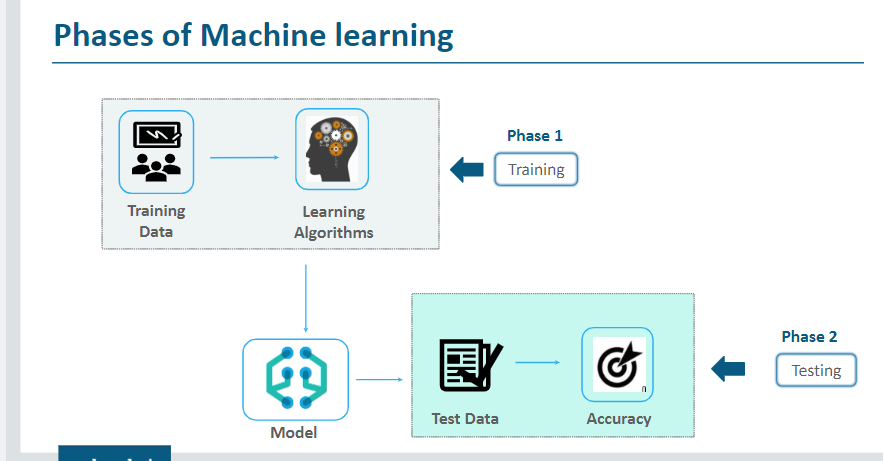 Phases of Machine learning
Phase 1
Training
Training
Data
Learning
Algorithms
Phase 2
Testing
Model
Test Data
Accuracy